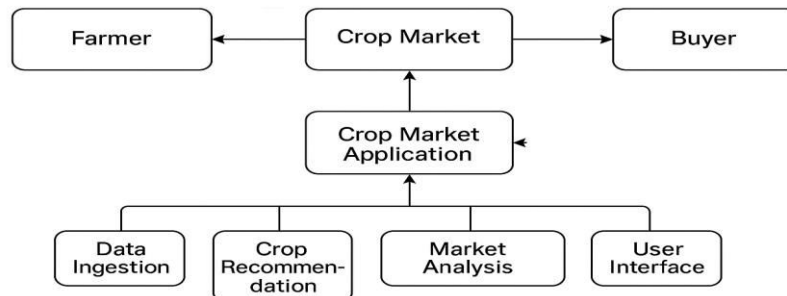 Farmer
Crop Market
Buyer
Crop Market
Application
Data
Ingestion
Crop
Recommen-
dation
Market
Analysis
User
Interface